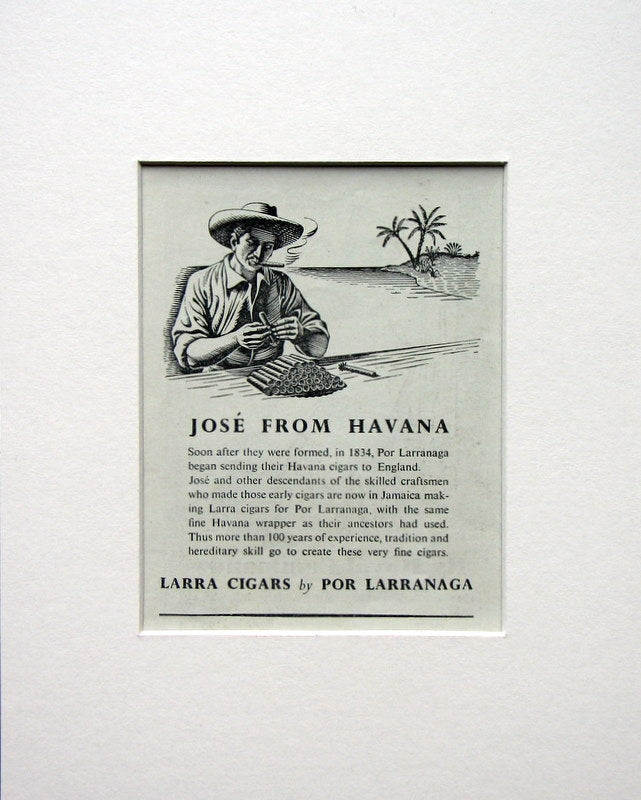 JOSÉ FROM HAVANA
Soon after they were formed, in 1834, Por Larranaga
began sending their Havana cigars to England.
José and other descendants of the skilled craftsmen
who made those early cigars are now in Jamaica mak-
ing Larra cigars for Por Larranaga, with the same
fine Havana wrapper as their ancestors had used.
Thus more than 100 years of experience, tradition and
hereditary skill go to create these very fine cigars.
LARRA CIGARS by POR LARRANAGA